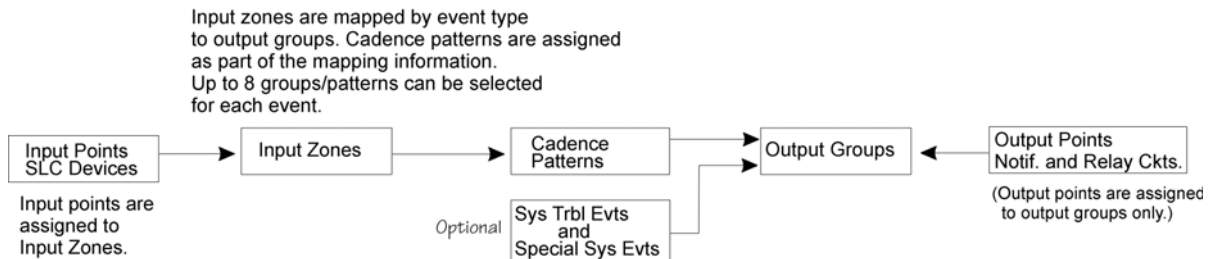 Input zones are mapped by event type
to output groups. Cadence patterns are assigned
as part of the mapping information.
Up to 8 groups/patterns can be selected
for each event.
Input Points
SLC Devices
Input Zones
Cadence
Patterns
Output Groups
Output Points
Notif. and Relay Ckts.
Input points are
assigned to
Input Zones.
Optional
Sys Trbl Evts
and
Special Sys Evts
(Output points are assigned
to output groups only.)